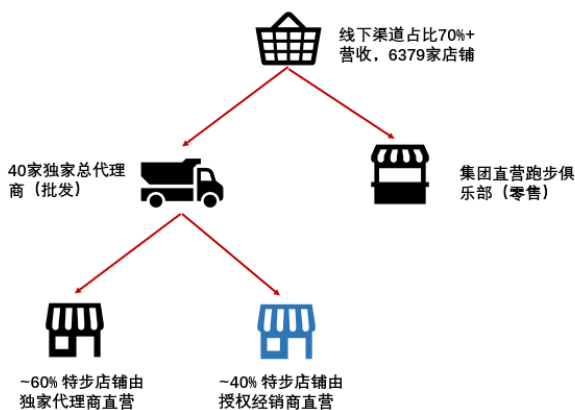 线下渠道占比70%+
营收，6379家店铺
40家独家总代理
商（批发）
集团直营跑步俱
乐部（零售）
~60% 特步店铺由
独家代理商直营
~40% 特步店铺由
授权经销商直营